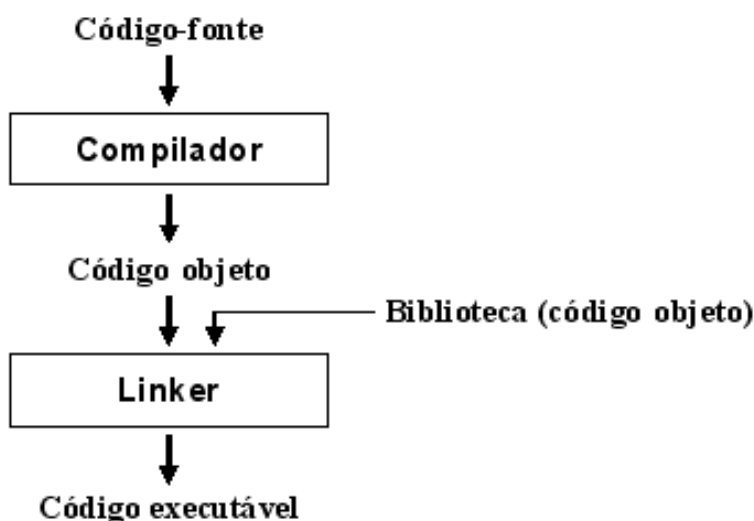 Código-fonte
Compilador
Código objeto
Biblioteca (código objeto)
Linker
Código executável